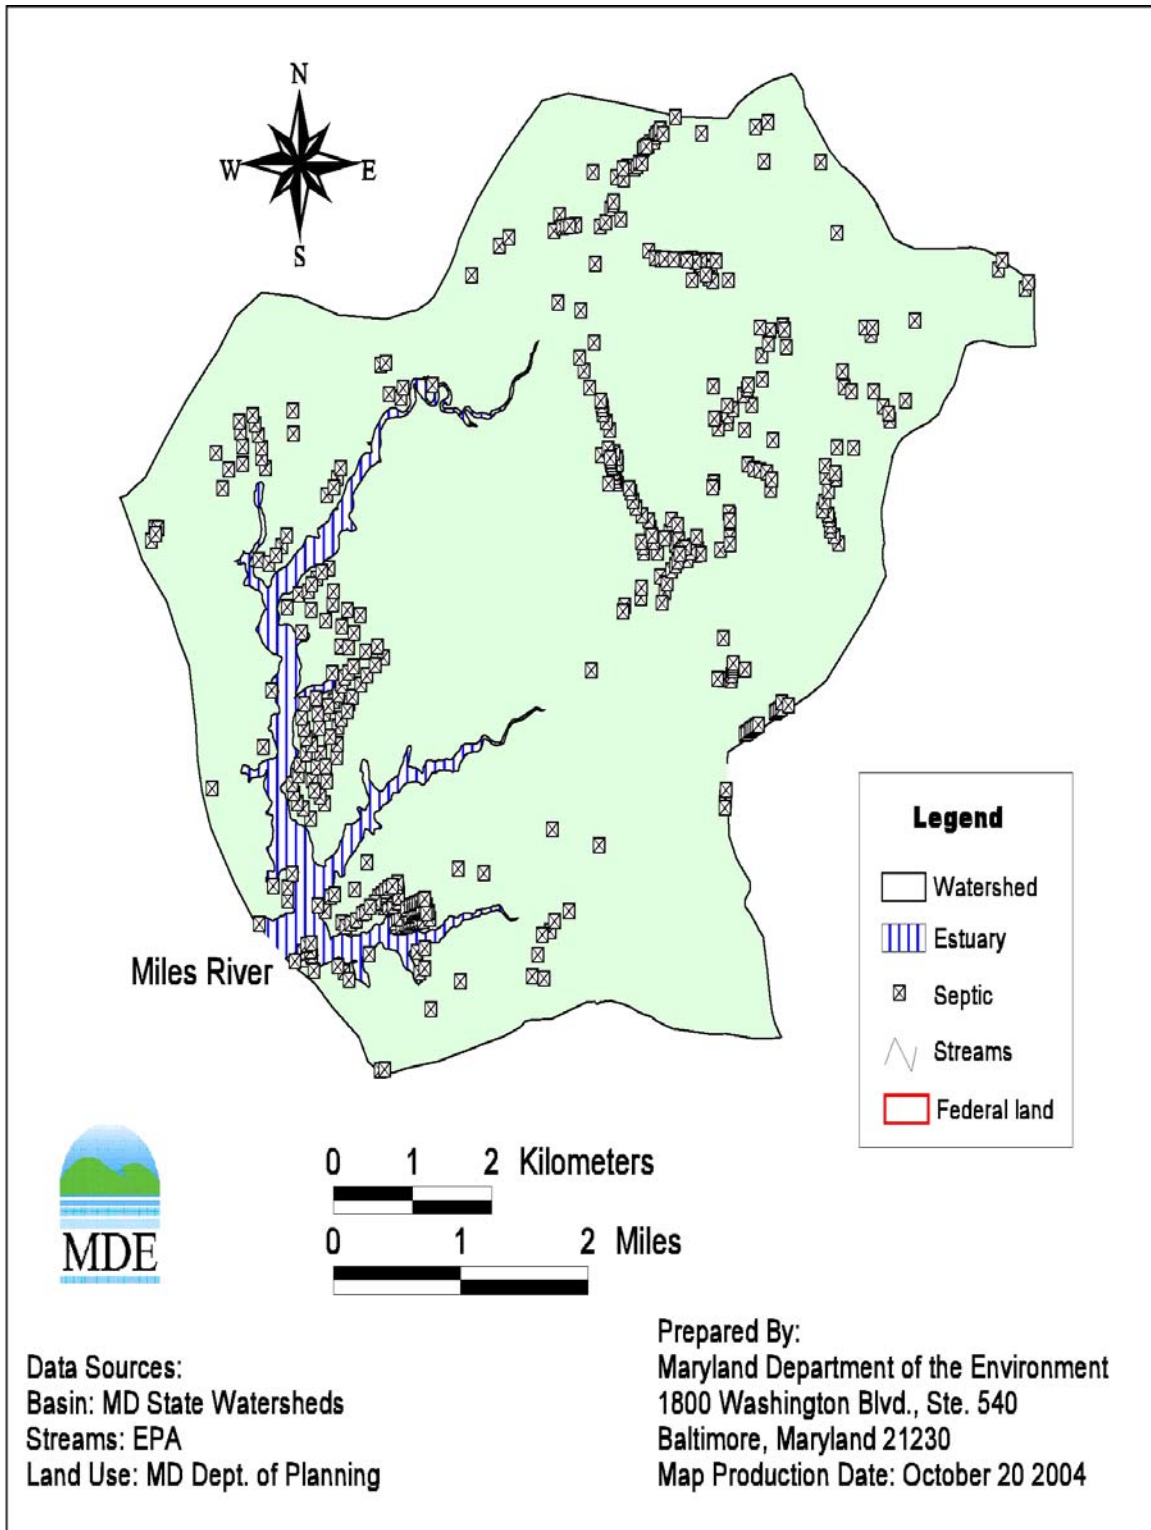 N
W E
S
Miles River
Legend
Watershed
Estuary
Septic
Streams
Federal land
0 1 2 Kilometers
0 1 2 Miles
MDE
Data Sources:
Basin: MD State Watersheds
Streams: EPA
Land Use: MD Dept. of Planning
Prepared By:
Maryland Department of the Environment
1800 Washington Blvd., Ste. 540
Baltimore, Maryland 21230
Map Production Date: October 20 2004